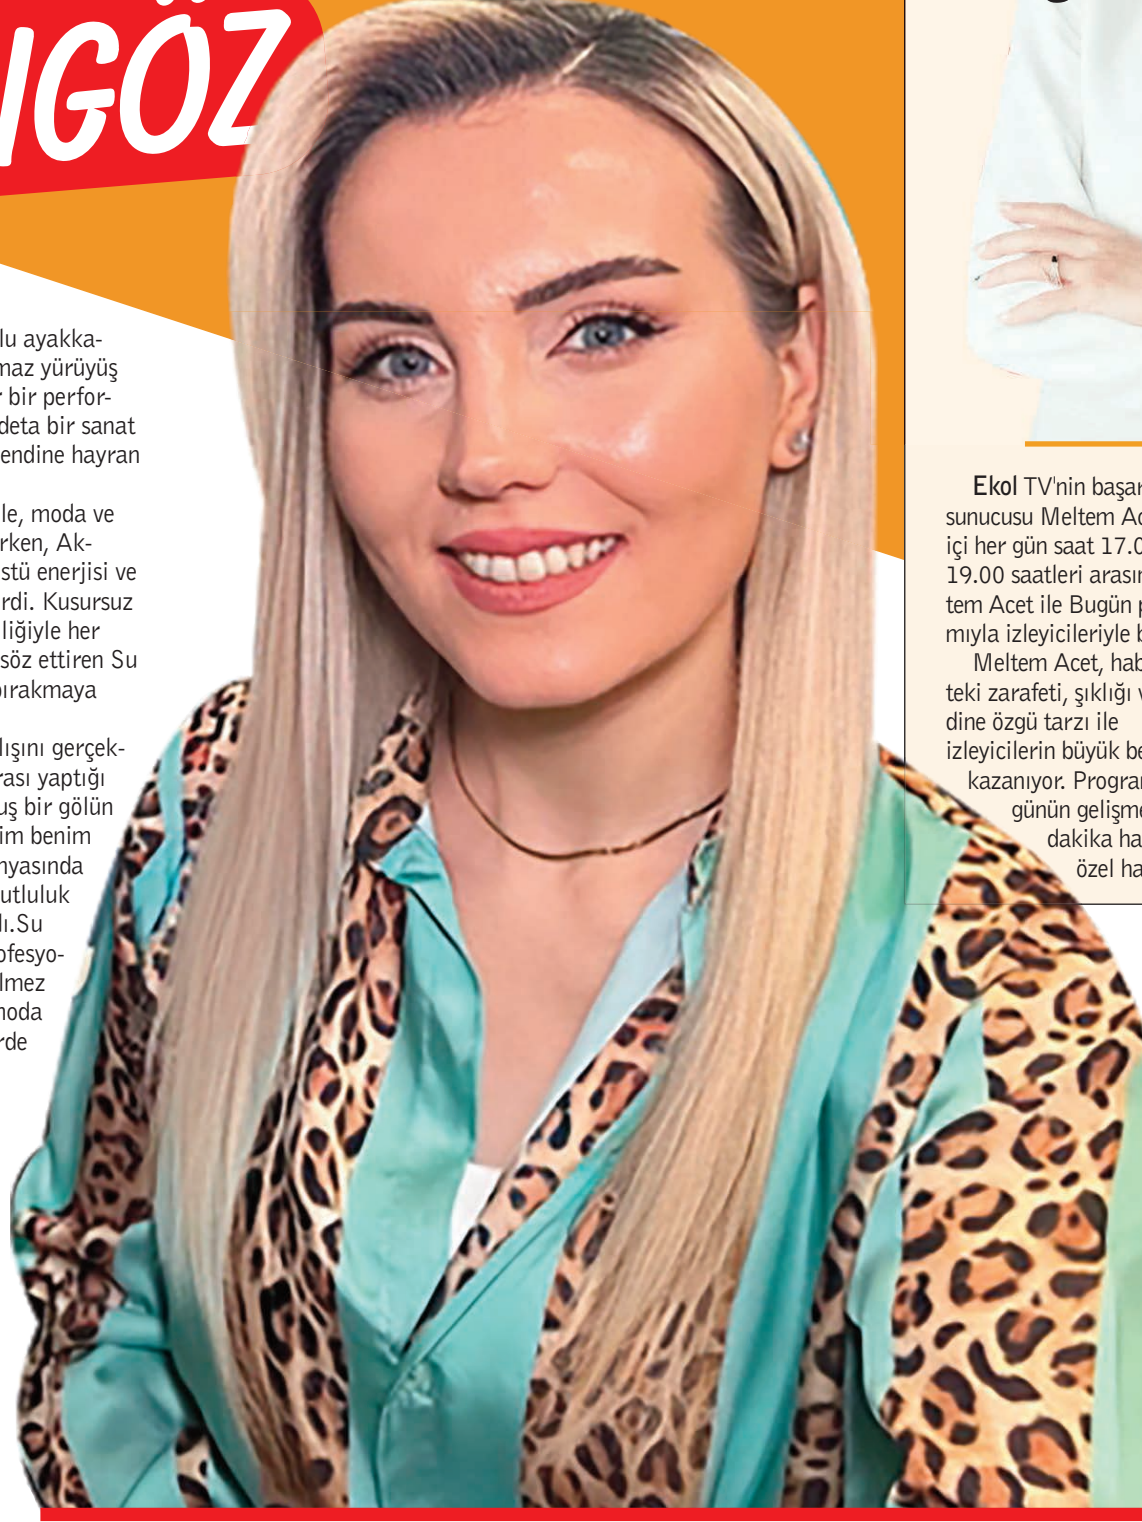 NGÖZ
lu ayakka-
maz yürüyüş
r bir perfor-
deta bir sanat
endine hayran
le, moda ve
rken, Ak-
stü enerjisi ve
rdi. Kusursuz
liğiyle her
söz ettiren Su
bırakmaya
lışını gerçek-
rası yaptığı
uş bir gölün
im benim
nyasında
utluluk
lı.Su
ofesyo-
lmez
moda
rde
Ekol TV'nin başar
sunucusu Meltem Ac
içi her gün saat 17.0
19.00 saatleri arasın
tem Acet ile Bugün p
mıyla izleyicileriyle b
Meltem Acet, hab
teki zarafeti, şıklığı v
dine özgü tarzı ile
izleyicilerin büyük be
kazanıyor. Progra
günün gelişme
dakika ha
özel ha